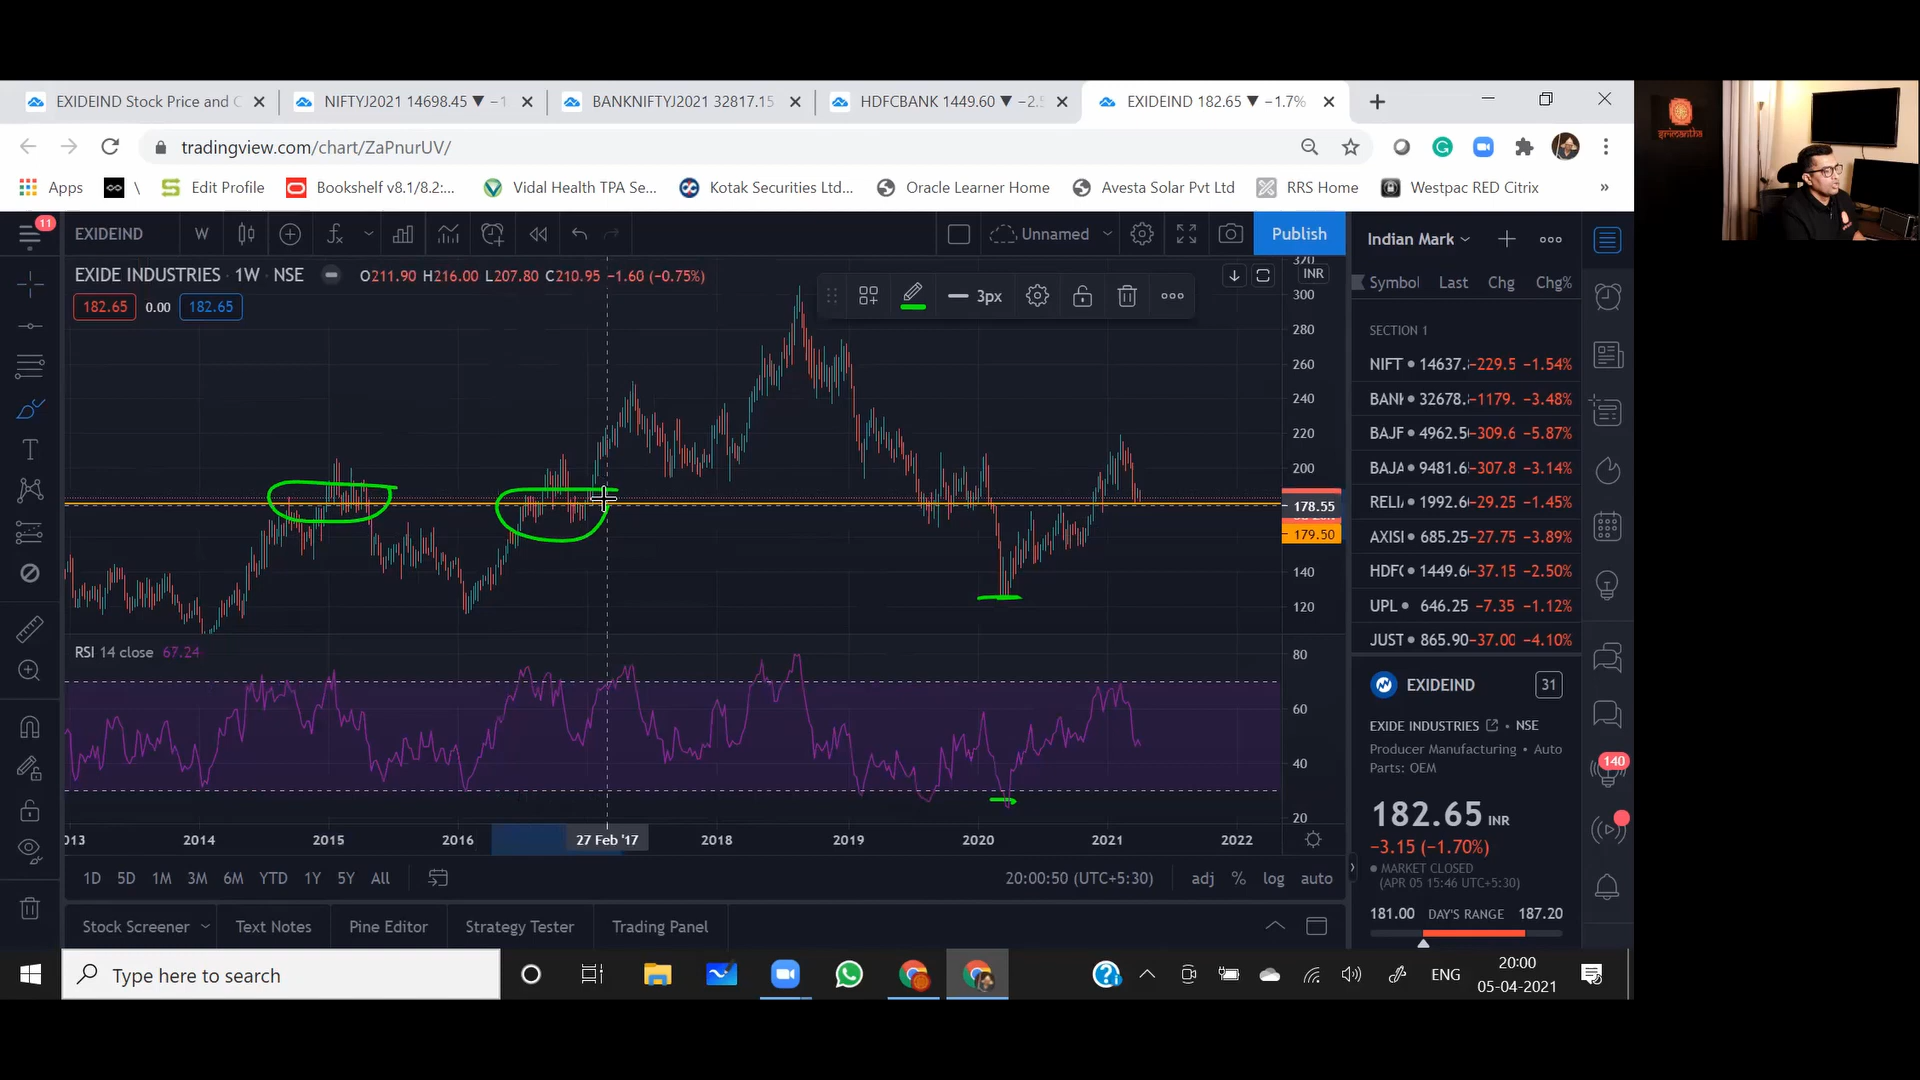 EXIDEIND Stock Price and C
NIFTYJ2021 14698.45 ▼ −1
BANKNIFTYJ2021 32817.15
HDFCBANK 1449.60 ▼ −2.5
EXIDEIND 182.65 ▼ −1.7%
tradingview.com/chart/ZaPnurUV/
Apps \ Edit Profile Bookshelf v8.1/8.2:... Vidal Health TPA Se... Kotak Securities Ltd... Oracle Learner Home Avesta Solar Pvt Ltd RRS Home Westpac RED Citrix »
srimantha
11
EXIDEIND W Unnamed Publish
Indian Mark
EXIDE INDUSTRIES · 1W · NSE O211.90 H216.00 L207.80 C210.95 −1.60 (−0.75%)
182.65 0.00 182.65
3px
INR
300
280
260
240
220
200
178.55
179.50
140
120
RSI 14 close 67.24
80
60
40
20
2014 2015 2016 27 Feb '17 2018 2019 2020 2021 2022
1D 5D 1M 3M 6M YTD 1Y 5Y All
20:00:50 (UTC+5:30) adj % log auto
Stock Screener Text Notes Pine Editor Strategy Tester Trading Panel
Symbol Last Chg Chg%
SECTION 1
NIFT 14637. −229.5 −1.54%
BANK 32678. −1179. −3.48%
BAJF 4962.5 −309.6 −5.87%
BAJA 9481.6 −307.8 −3.14%
RELI 1992.6 −29.25 −1.45%
AXISI 685.25 −27.75 −3.89%
HDFC 1449.6 −37.15 −2.50%
UPL 646.25 −7.35 −1.12%
JUST 865.90 −37.00 −4.10%
EXIDEIND 31
EXIDE INDUSTRIES • NSE
Producer Manufacturing • Auto
Parts: OEM
182.65 INR
−3.15 (−1.70%)
MARKET CLOSED
(APR 05 15:46 UTC+5:30)
181.00 DAY'S RANGE 187.20
140
Type here to search
ENG
20:00
05-04-2021